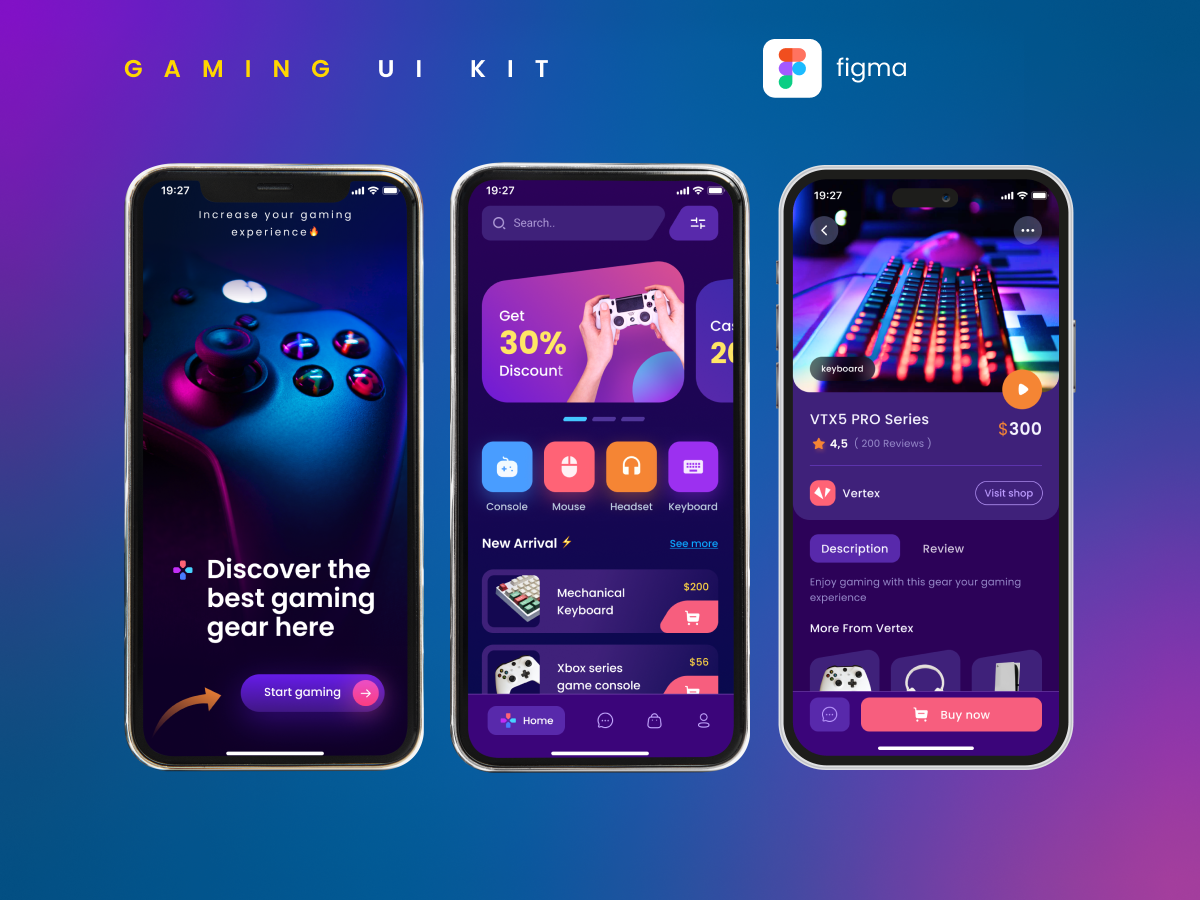 GAMING UI KIT
figma
19:27
Increase your gaming
experience🔥
Discover the
best gaming
gear here
Start gaming
19:27
Search..
Get
30%
Discount
Cas
20
Console
Mouse
Headset
Keyboard
New Arrival ⚡
See more
Mechanical
Keyboard
$200
Xbox series
game console
$56
Home
19:27
keyboard
VTX5 PRO Series
$300
4,5 ( 200 Reviews )
Vertex
Visit shop
Description
Review
Enjoy gaming with this gear your gaming
experience
More From Vertex
Buy now